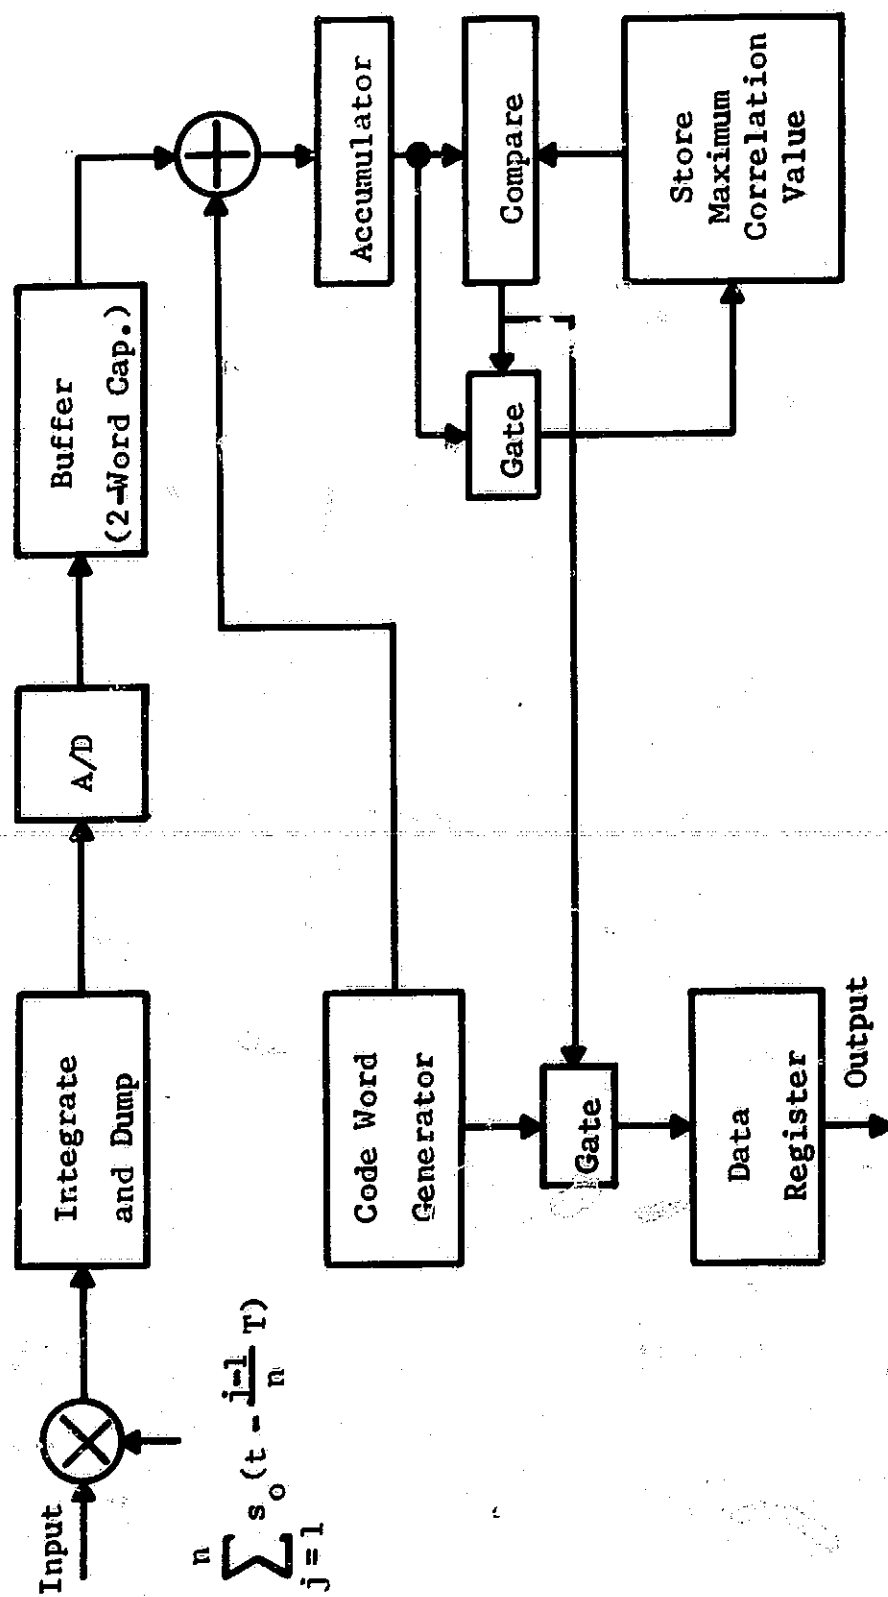 Input
n
∑ s_o (t - \frac{j-1}{n} T)
j=1
Integrate
and Dump
A/D
Buffer
(2-Word Cap.)
Code Word
Generator
Gate
Data
Register
Output
Accumulator
Compare
Gate
Store
Maximum
Correlation
Value